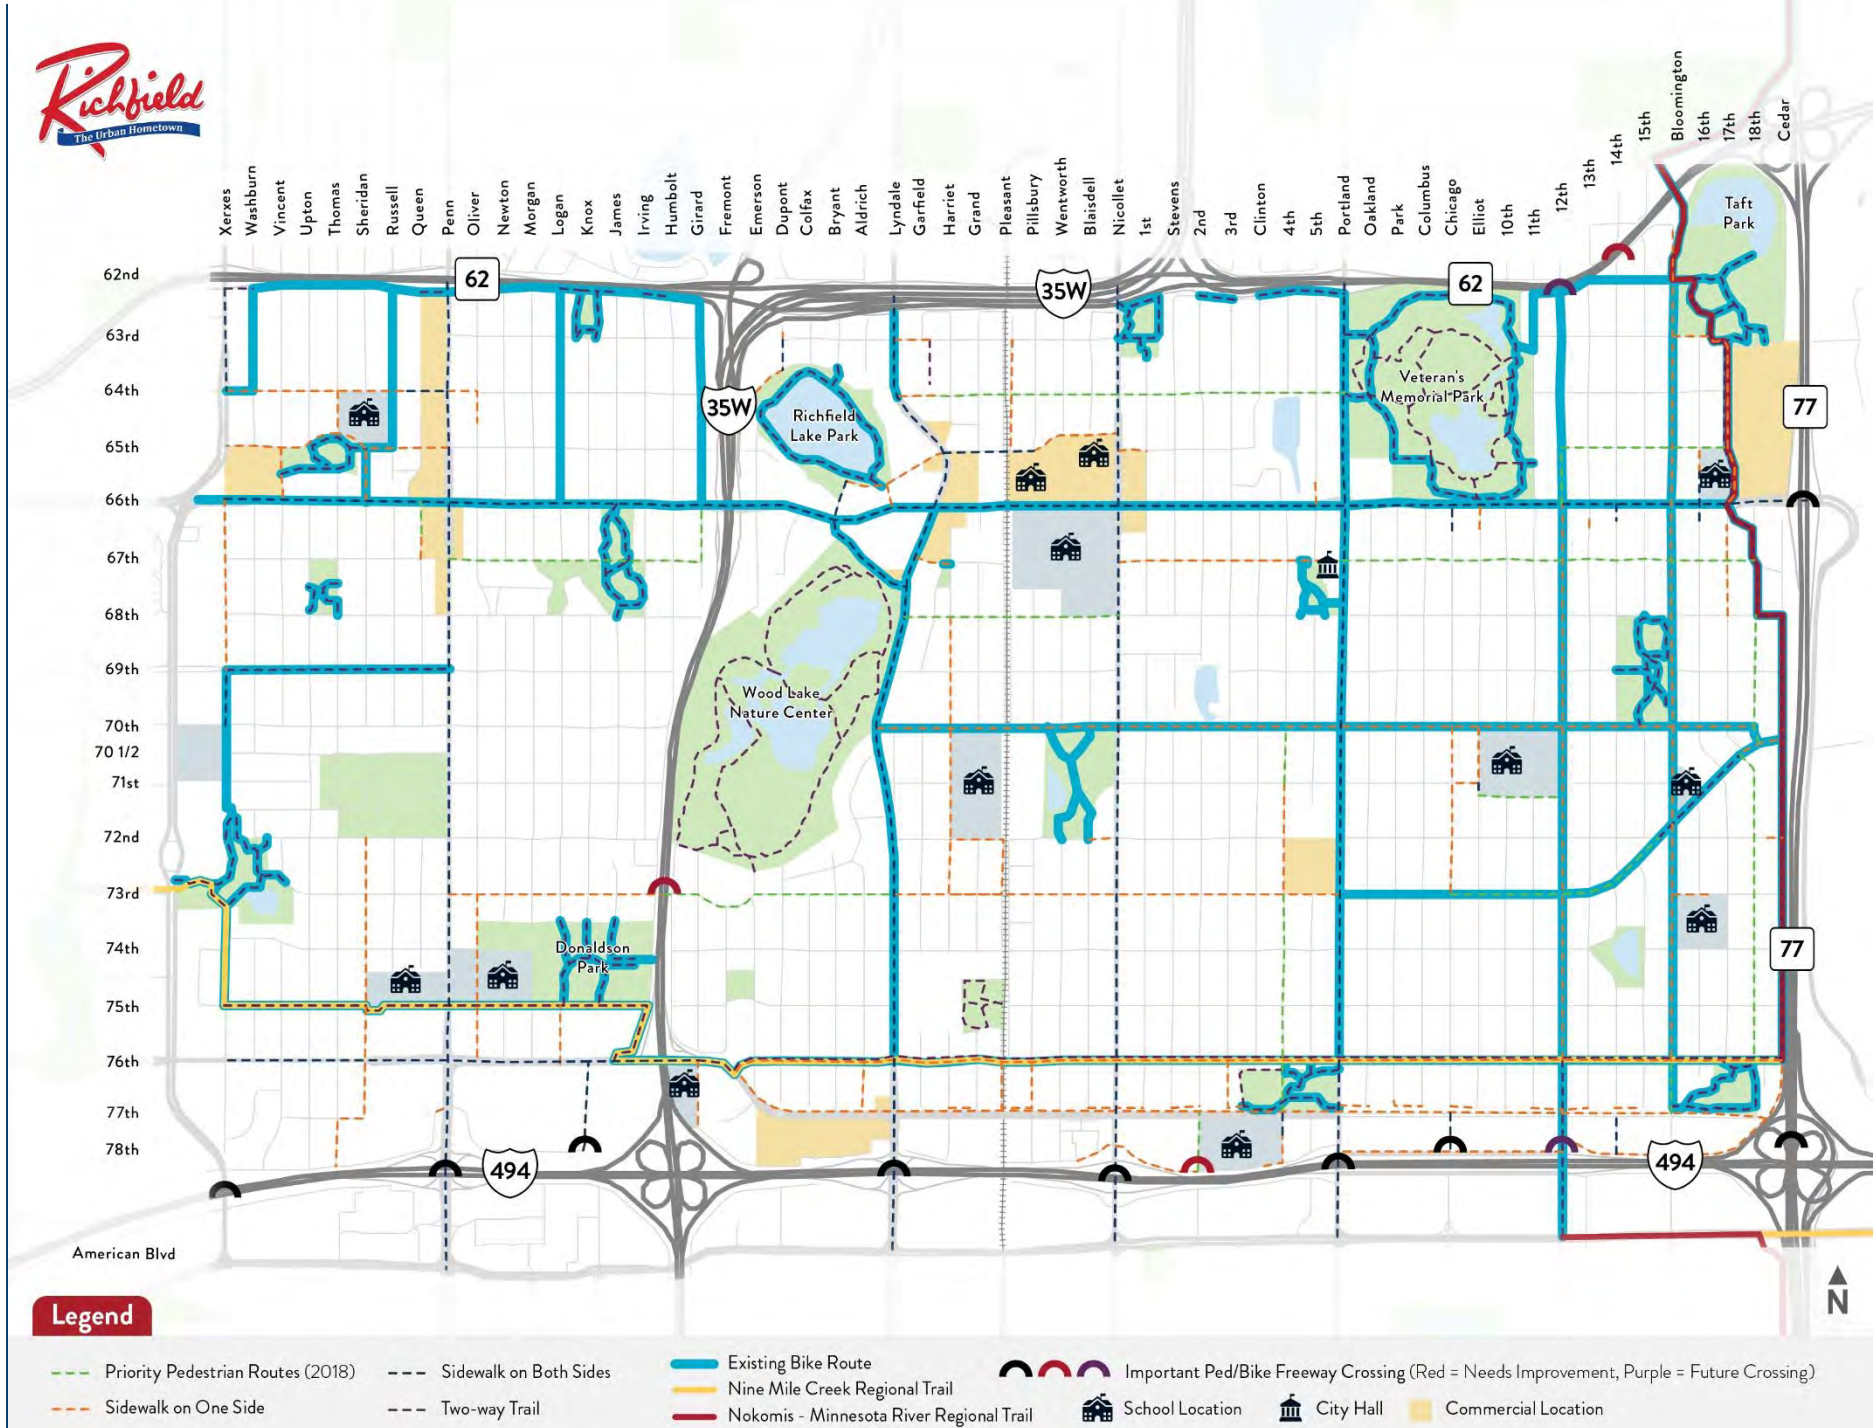 Richfield
The Urban Hometown
Xerxes
Washburn
Vincent
Upton
Thomas
Sheridan
Russell
Queen
Penn
Oliver
Newton
Morgan
Logan
Knox
James
Irving
Humbolt
Girard
Fremont
Emerson
Dupont
Colfax
Bryant
Aldrich
Lyndale
Garfield
Harriet
Grand
Pleasant
Pillsbury
Wentworth
Blaisdell
Nicollet
1st
Stevens
2nd
3rd
Clinton
4th
5th
Portland
Oakland
Park
Columbus
Chicago
Elliot
10th
11th
12th
13th
14th
15th
Bloomington
16th
17th
18th
Cedar
62nd
63rd
64th
65th
66th
67th
68th
69th
70th
70 1/2
71st
72nd
73rd
74th
75th
76th
77th
78th
American Blvd
62
35W
62
35W
77
77
494
494
Taft
Park
Veteran's
Memorial Park
Richfield
Lake Park
Wood Lake
Nature Center
Donaldson
Park
N
Legend
Priority Pedestrian Routes (2018)
Sidewalk on One Side
Sidewalk on Both Sides
Two-way Trail
Existing Bike Route
Nine Mile Creek Regional Trail
Nokomis - Minnesota River Regional Trail
Important Ped/Bike Freeway Crossing (Red = Needs Improvement, Purple = Future Crossing)
School Location
City Hall
Commercial Location